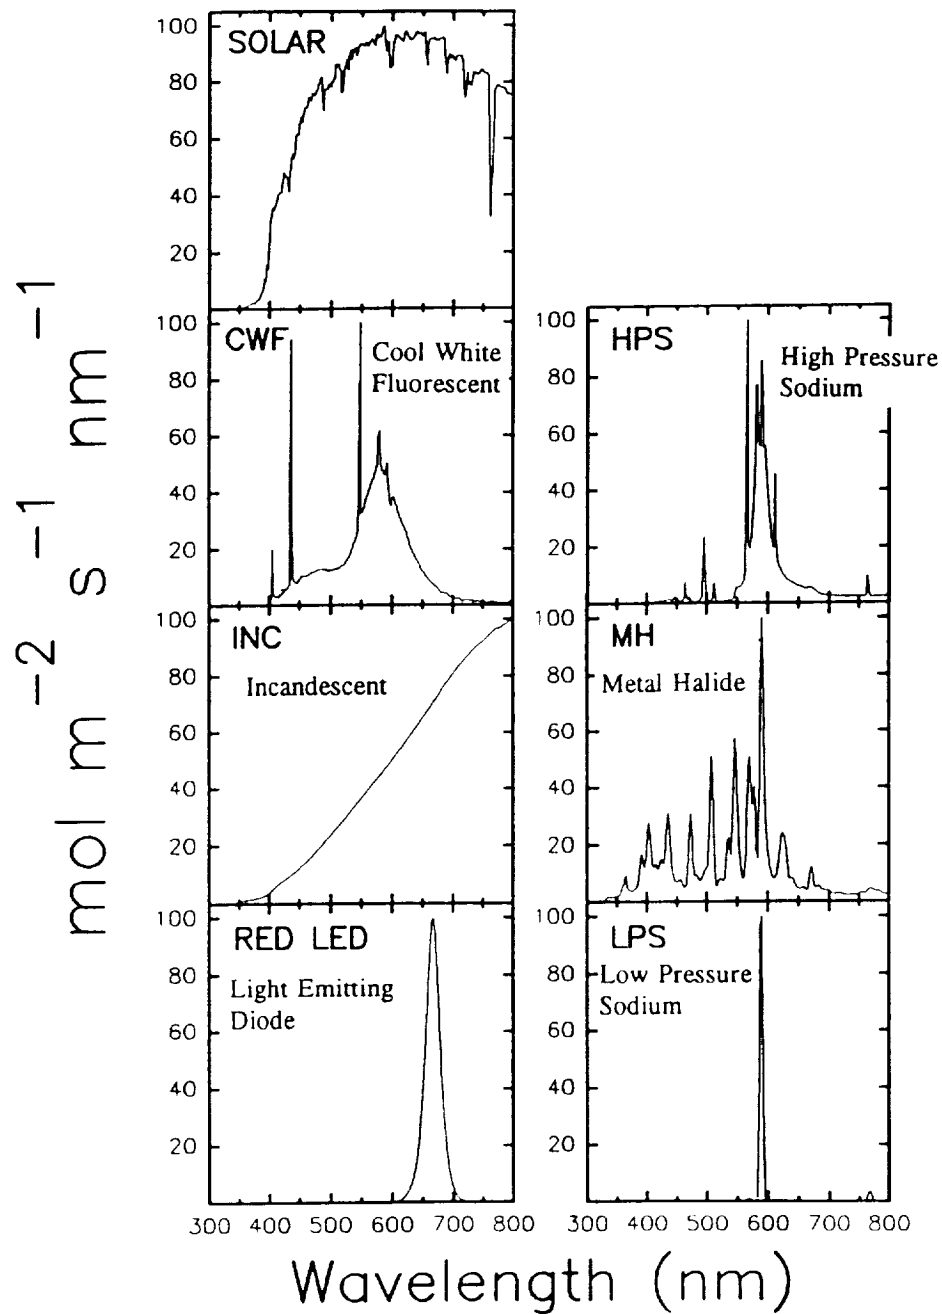 mol m⁻² s⁻¹ nm⁻¹
SOLAR
100
80
60
40
20
CWF
Cool White
Fluorescent
100
80
60
40
20
HPS
High Pressure
Sodium
100
80
60
40
20
INC
Incandescent
100
80
60
40
20
MH
Metal Halide
100
80
60
40
20
RED LED
Light Emitting
Diode
100
80
60
40
20
300 400 500 600 700 800
LPS
Low Pressure
Sodium
100
80
60
40
20
300 400 500 600 700 800
Wavelength (nm)